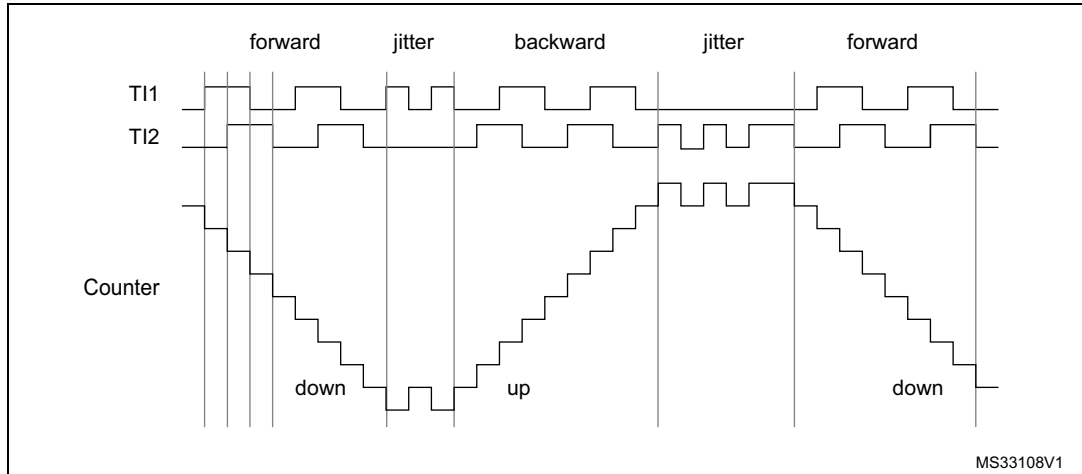 forward jitter backward jitter forward
TI1
TI2
Counter
down up down
MS33108V1